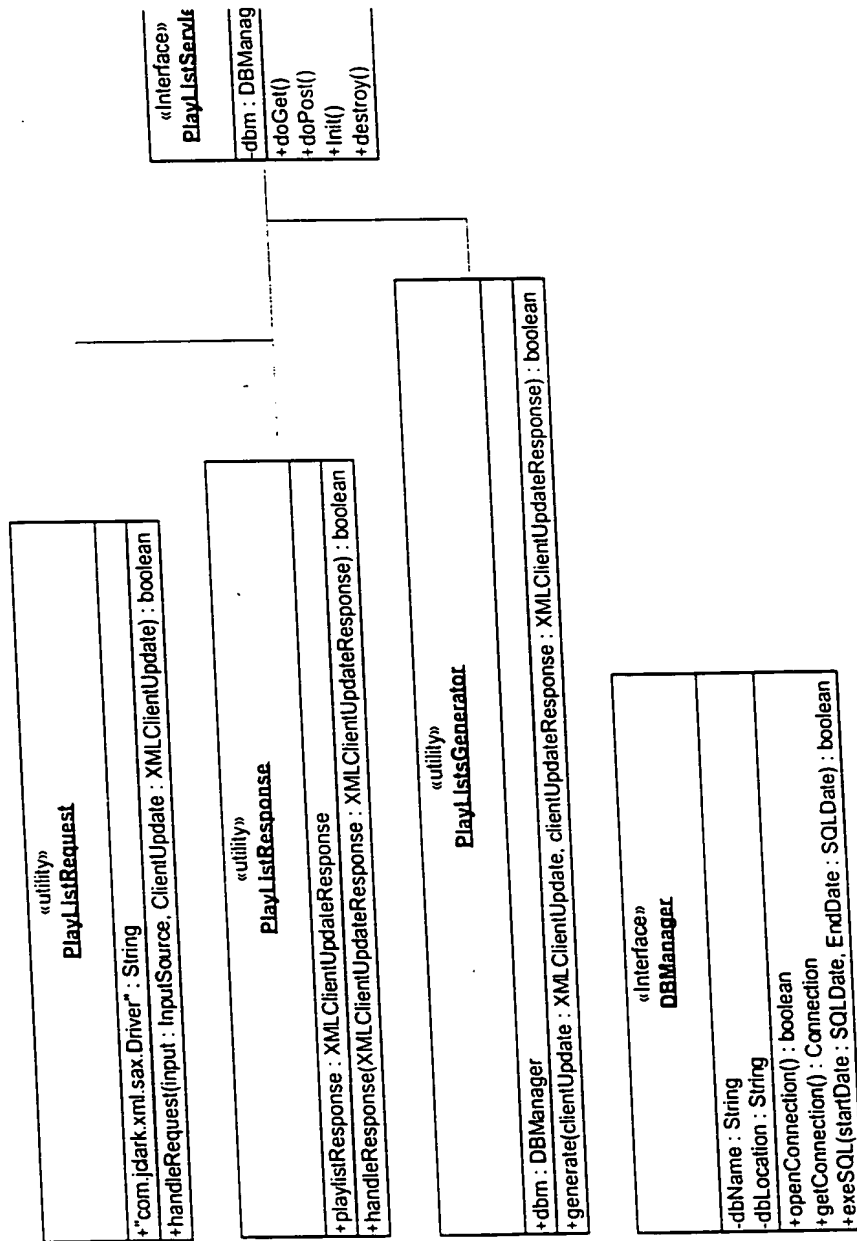 «utility»
PlayListRequest
+"com.jclark.xml.sax.Driver" : String
+handleRequest(input : InputSource, ClientUpdate : XMLClientUpdate) : boolean
«utility»
PlayListResponse
+playlistResponse : XMLClientUpdateResponse
+handleResponse(XMLClientUpdateResponse : XMLClientUpdateResponse) : boolean
«utility»
PlayListsGenerator
+dbm : DBManager
+generate(clientUpdate : XMLClientUpdate, clientUpdateResponse : XMLClientUpdateResponse) : boolean
«Interface»
DBManager
-dbName : String
-dbLocation : String
+openConnection() : boolean
+getConnection() : Connection
+exeSQL(startDate : SQLDate, EndDate : SQLDate) : boolean
«Interface»
PlayListServle
-dbm : DBManag
+doGet()
+doPost()
+Init()
+destroy()